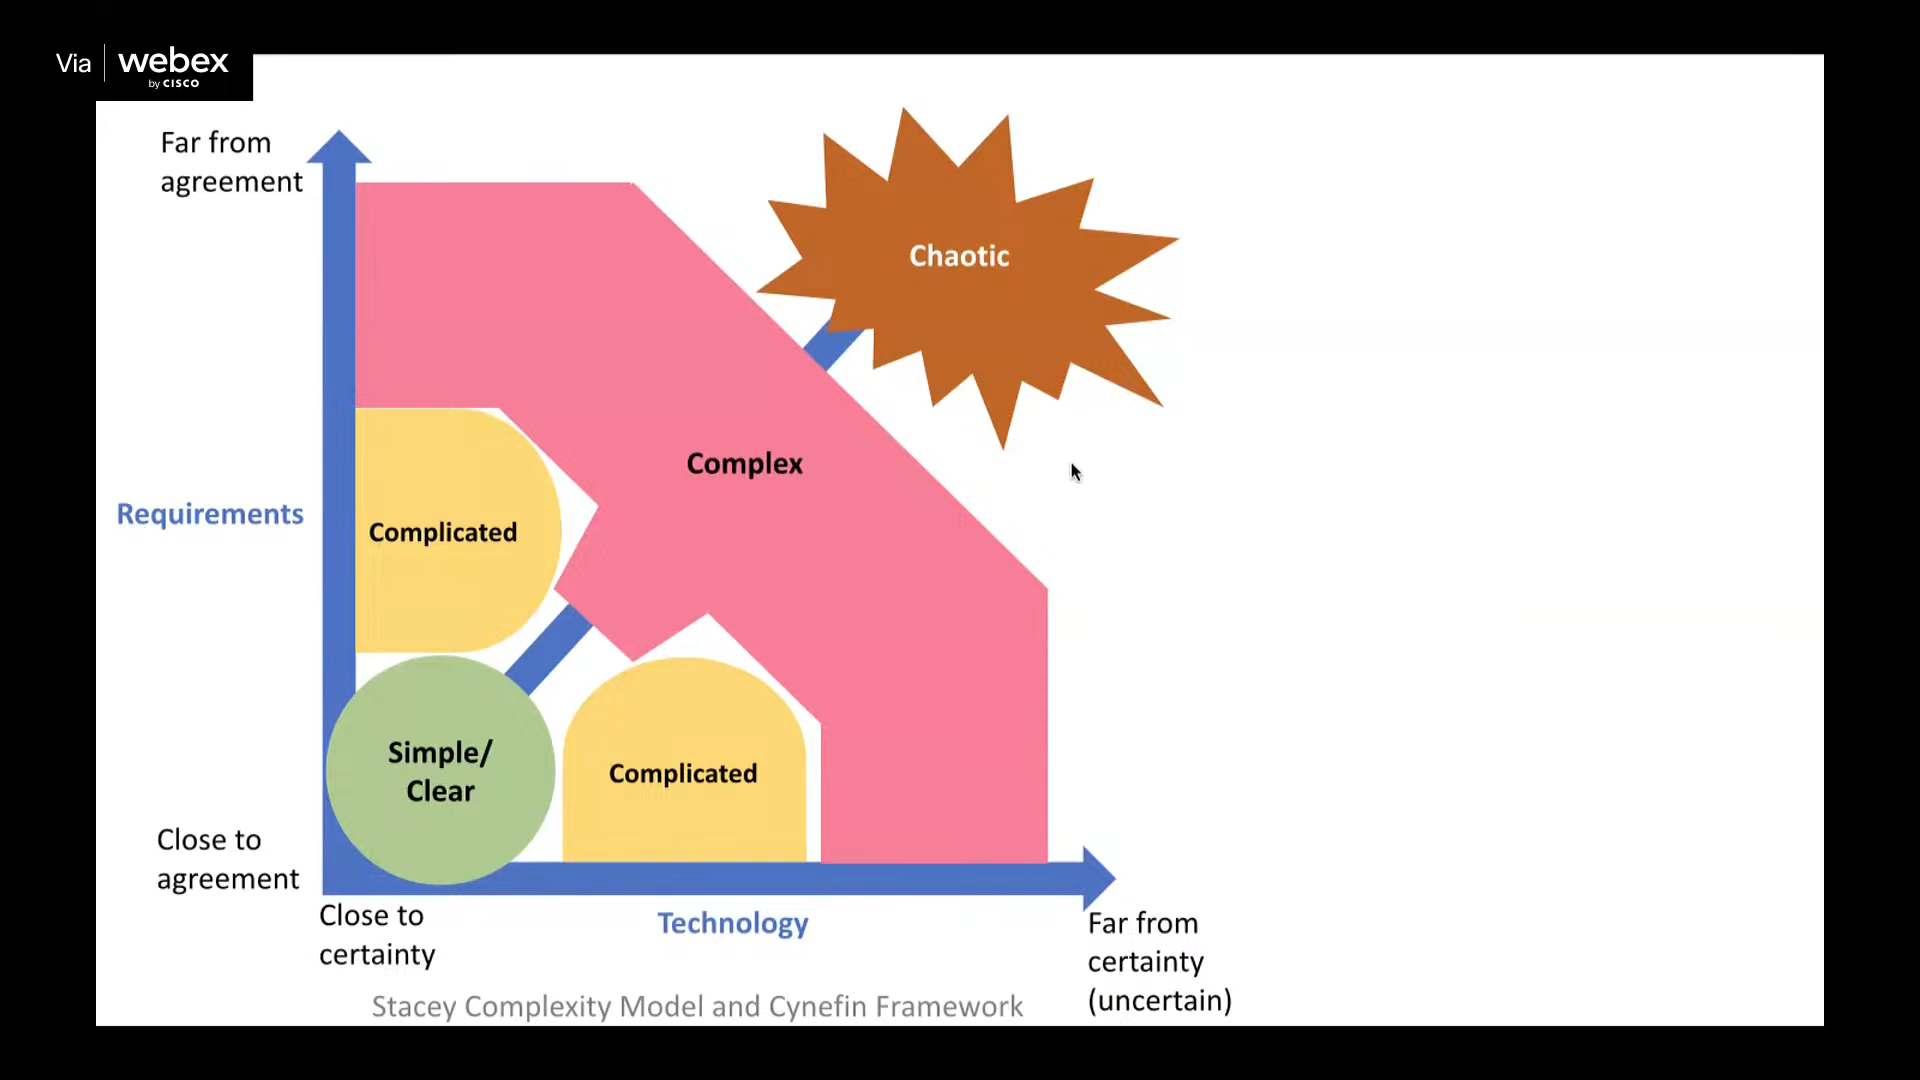 Via webex
by CISCO
Far from
agreement
Chaotic
Complex
Requirements
Complicated
Simple/
Clear
Complicated
Close to
agreement
Close to
certainty
Technology
Far from
certainty
(uncertain)
Stacey Complexity Model and Cynefin Framework